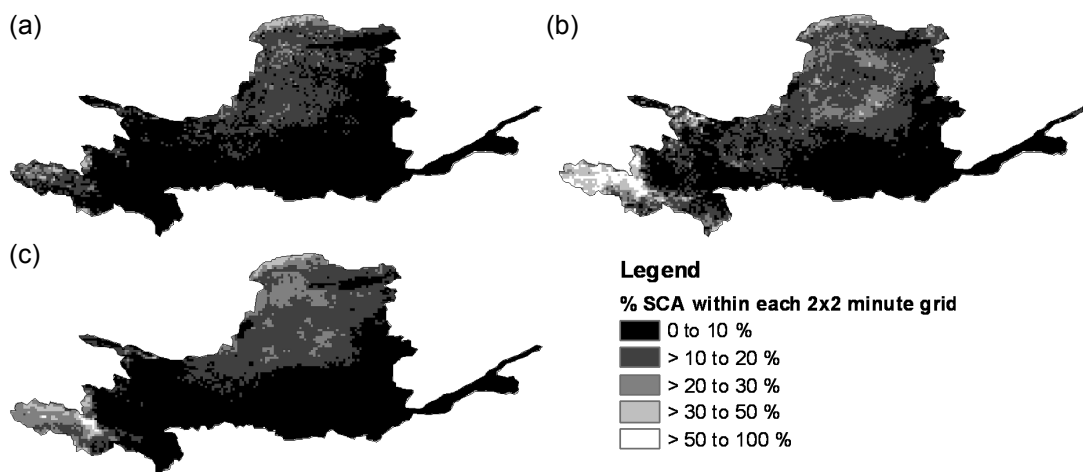 (a)
(b)
(c)
Legend
% SCA within each 2x2 minute grid
0 to 10 %
> 10 to 20 %
> 20 to 30 %
> 30 to 50 %
> 50 to 100 %